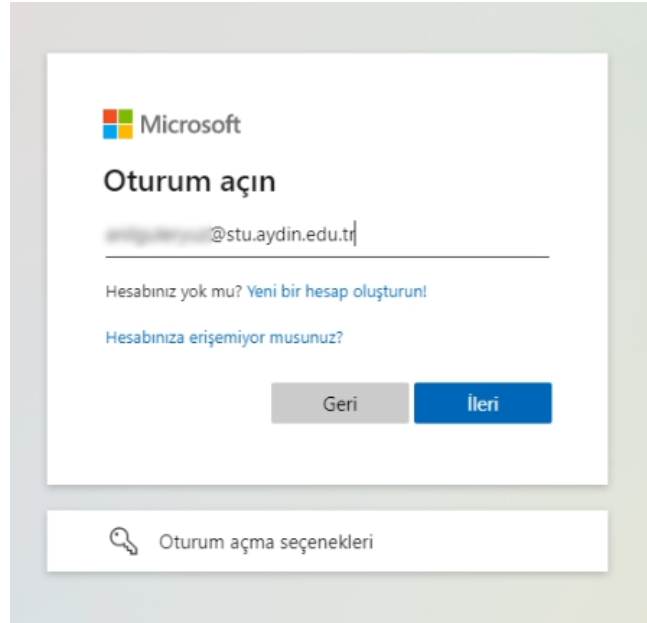 Microsoft
Oturum açın
@stu.aydin.edu.tr
Hesabınız yok mu? Yeni bir hesap oluşturun!
Hesabınıza erişemiyor musunuz?
Geri
İleri
Oturum açma seçenekleri